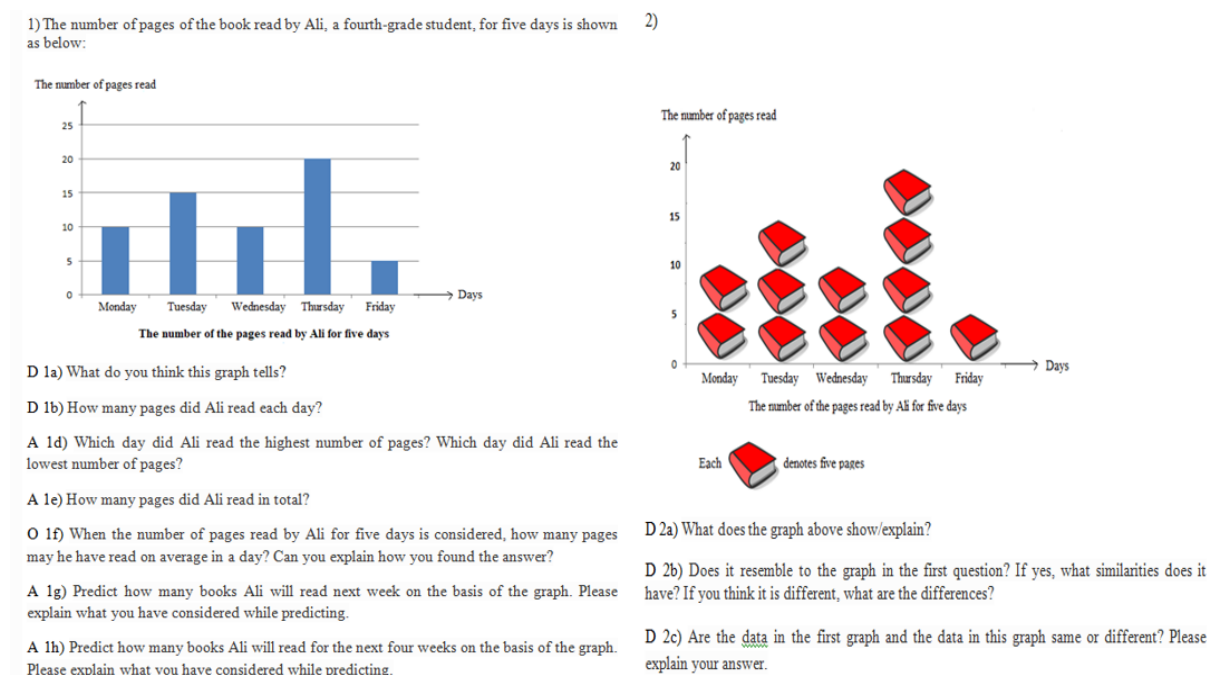 1) The number of pages of the book read by Ali, a fourth-grade student, for five days is shown
as below:
The number of pages read
25
20
15
10
5
0
Monday Tuesday Wednesday Thursday Friday
Days
The number of the pages read by Ali for five days
D 1a) What do you think this graph tells?
D 1b) How many pages did Ali read each day?
A 1d) Which day did Ali read the highest number of pages? Which day did Ali read the
lowest number of pages?
A 1e) How many pages did Ali read in total?
O 1f) When the number of pages read by Ali for five days is considered, how many pages
may he have read on average in a day? Can you explain how you found the answer?
A 1g) Predict how many books Ali will read next week on the basis of the graph. Please
explain what you have considered while predicting.
A 1h) Predict how many books Ali will read for the next four weeks on the basis of the graph.
Please explain what you have considered while predicting.
2)
The number of pages read
20
15
10
5
0
Monday Tuesday Wednesday Thursday Friday
Days
The number of the pages read by Ali for five days
Each denotes five pages
D 2a) What does the graph above show/explain?
D 2b) Does it resemble to the graph in the first question? If yes, what similarities does it
have? If you think it is different, what are the differences?
D 2c) Are the data in the first graph and the data in this graph same or different? Please
explain your answer.